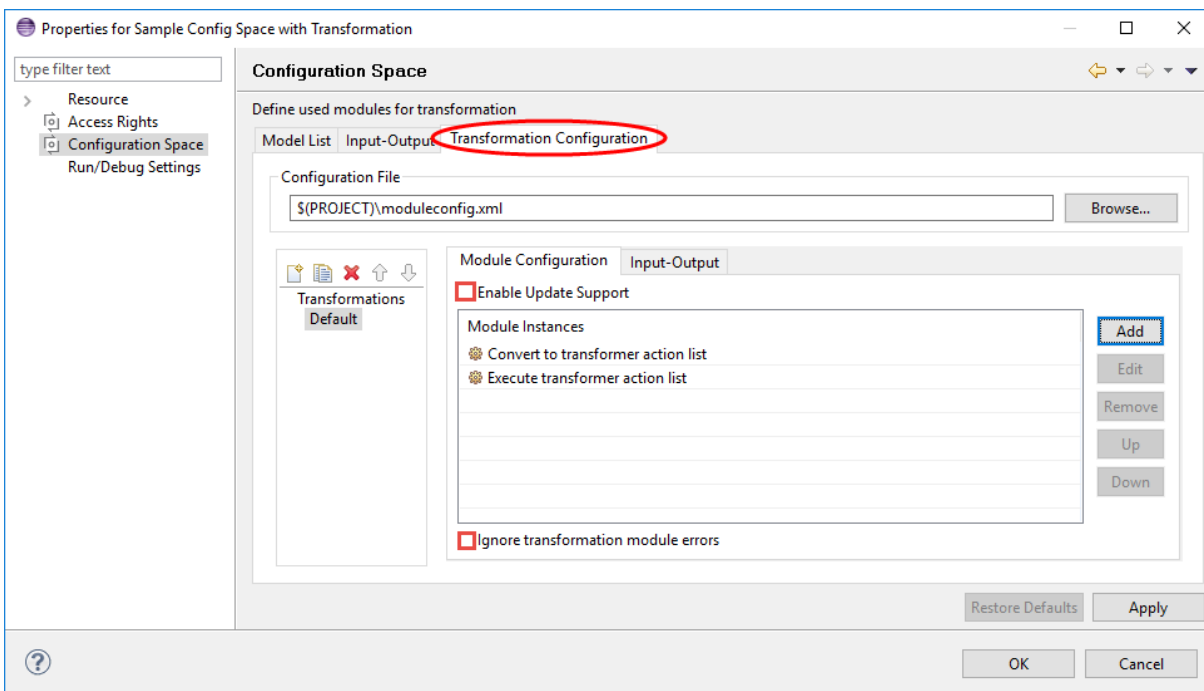 Properties for Sample Config Space with Transformation
type filter text
Resource
Access Rights
Configuration Space
Run/Debug Settings
Configuration Space
Define used modules for transformation
Model List Input-Output Transformation Configuration
Configuration File
$(PROJECT)\moduleconfig.xml Browse...
Transformations
Default
Module Configuration Input-Output
Enable Update Support
Module Instances
Convert to transformer action list
Execute transformer action list
Add
Edit
Remove
Up
Down
Ignore transformation module errors
Restore Defaults Apply
? OK Cancel